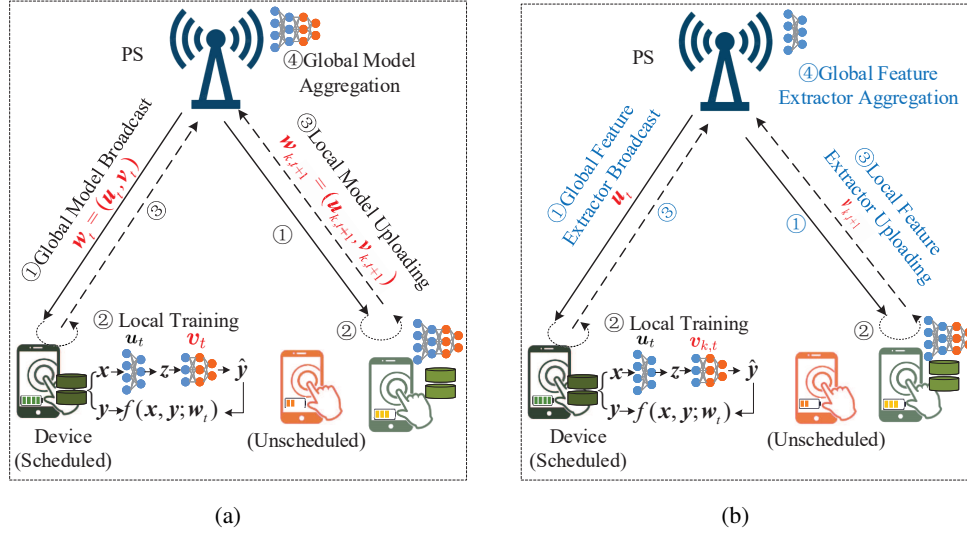 PS
④Global Model
Aggregation
①Global Model Broadcast
w_t = (u_t, v_t)
③
③Local Model Uploading
w_{k,t+1} = (u_{k,t+1}, v_{k,t+1})
①
② Local Training
②
u_t
v_t
x
z
ŷ
y
f(x, y; w_t)
Device
(Scheduled)
(Unscheduled)
(a)
PS
④Global Feature
Extractor Aggregation
①Global Feature
Extractor Broadcast
u_t
③
③Local Feature
Extractor Uploading
v_{k,t+1}
①
② Local Training
②
u_t
v_{k,t}
x
z
ŷ
y
f(x, y; w_t)
Device
(Scheduled)
(Unscheduled)
(b)